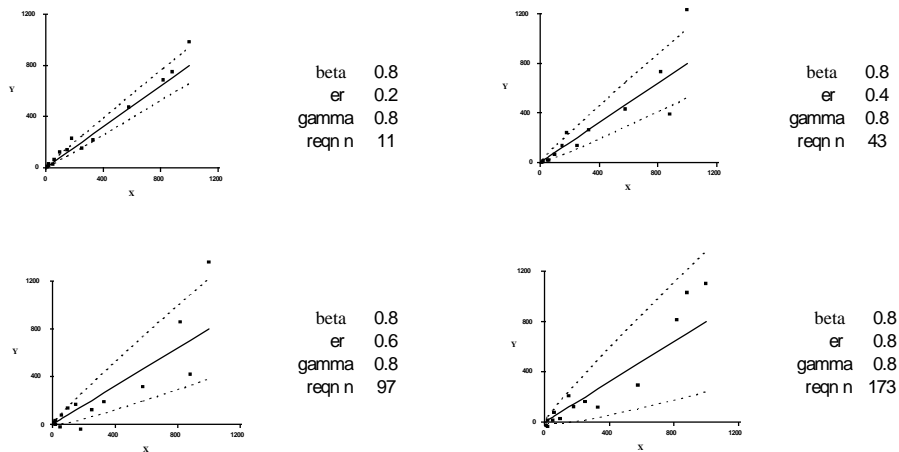 1200
800
Y
400
0
0 400 800 1200
X
beta 0.8
er 0.2
gamma 0.8
reqn n 11
1200
800
Y
400
0
0 400 800 1200
X
beta 0.8
er 0.4
gamma 0.8
reqn n 43
1200
800
Y
400
0
0 400 800 1200
X
beta 0.8
er 0.6
gamma 0.8
reqn n 97
1200
800
Y
400
0
0 400 800 1200
X
beta 0.8
er 0.8
gamma 0.8
reqn n 173